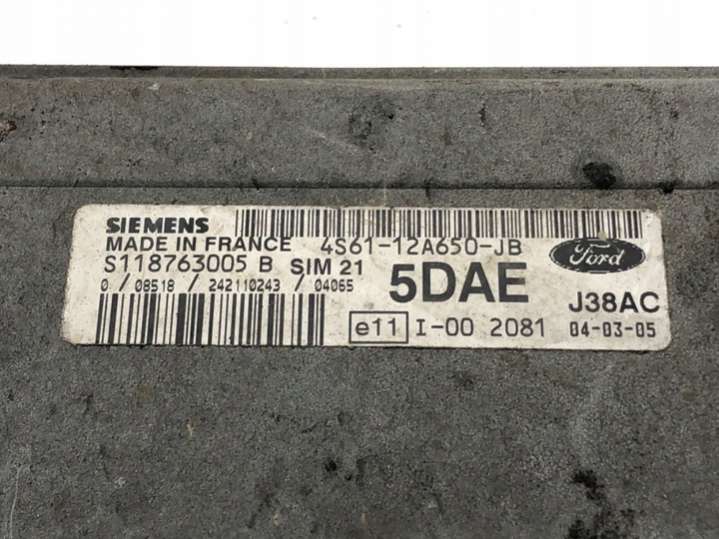 SIEMENS
MADE IN FRANCE 4S61-12A650-JB
S118763005 B SIM 21 5DAE Ford
0 / 08518 / 242110243 / 04065 J38AC
e11 I-00 2081 04-03-05